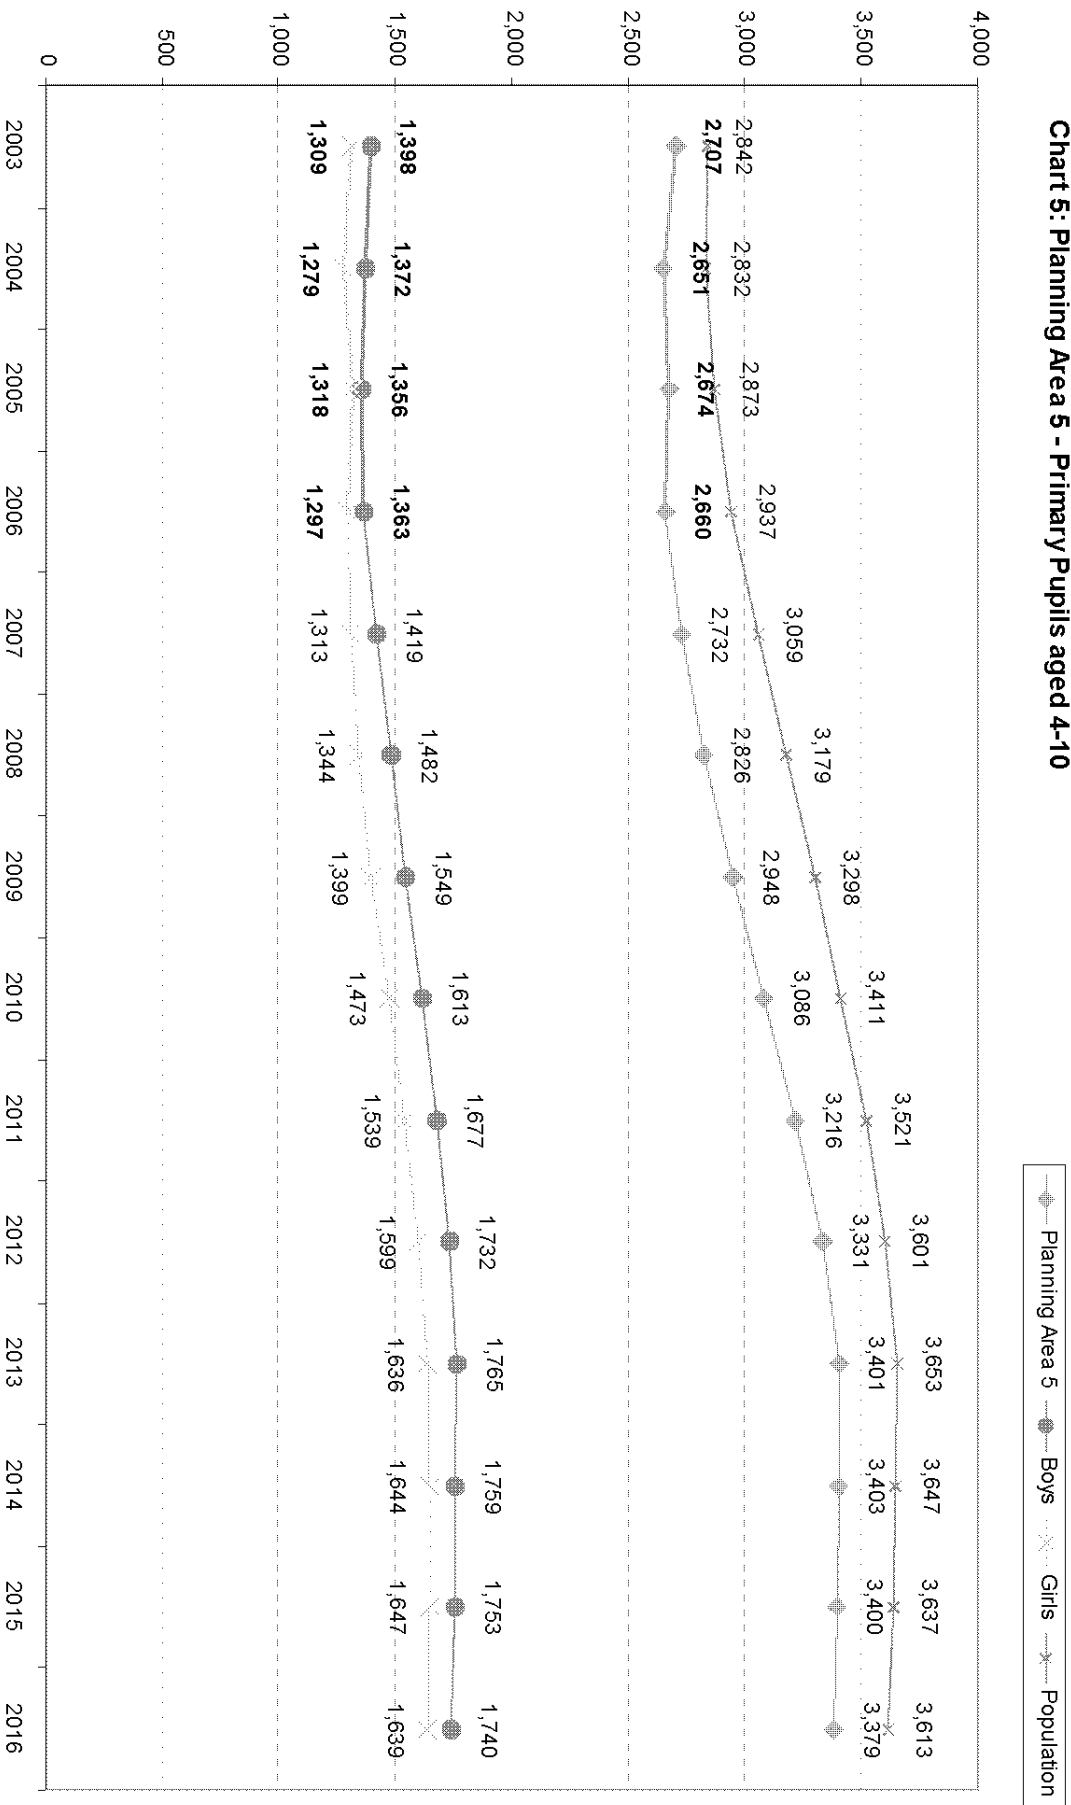 Chart 5: Planning Area 5 - Primary Pupils aged 4-10
Planning Area 5 Boys Girls Population
4,000
3,500
3,000
2,500
2,000
1,500
1,000
500
0
2,842 2,832 2,873 2,937 3,059 3,179 3,298 3,411 3,521 3,601 3,653 3,647 3,637 3,613
2,707 2,651 2,674 2,660 2,732 2,826 2,948 3,086 3,216 3,331 3,401 3,403 3,400 3,379
1,398 1,372 1,356 1,363 1,419 1,482 1,549 1,613 1,677 1,732 1,765 1,759 1,753 1,740
1,309 1,279 1,318 1,297 1,313 1,344 1,399 1,473 1,539 1,599 1,636 1,644 1,647 1,639
2003 2004 2005 2006 2007 2008 2009 2010 2011 2012 2013 2014 2015 2016